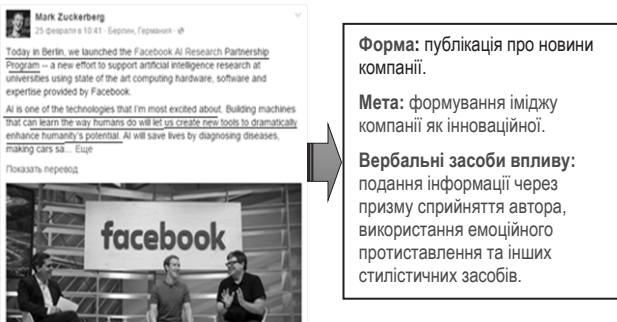 Mark Zuckerberg
25 февраля в 10:41 · Берлин, Германия ·
Today in Berlin, we launched the Facebook AI Research Partnership
Program -- a new effort to support artificial intelligence research at
universities using state of the art computing hardware, software and
expertise provided by Facebook.
AI is one of the technologies that I'm most excited about. Building machines
that can learn the way humans do will let us create new tools to dramatically
enhance humanity's potential. AI will save lives by diagnosing diseases,
making cars sa... Еще
Показать перевод
facebook
Форма: публікація про новини
компанії.
Мета: формування іміджу
компанії як інноваційної.
Вербальні засоби впливу:
подання інформації через
призму сприйняття автора,
використання емоційного
протиставлення та інших
стилістичних засобів.